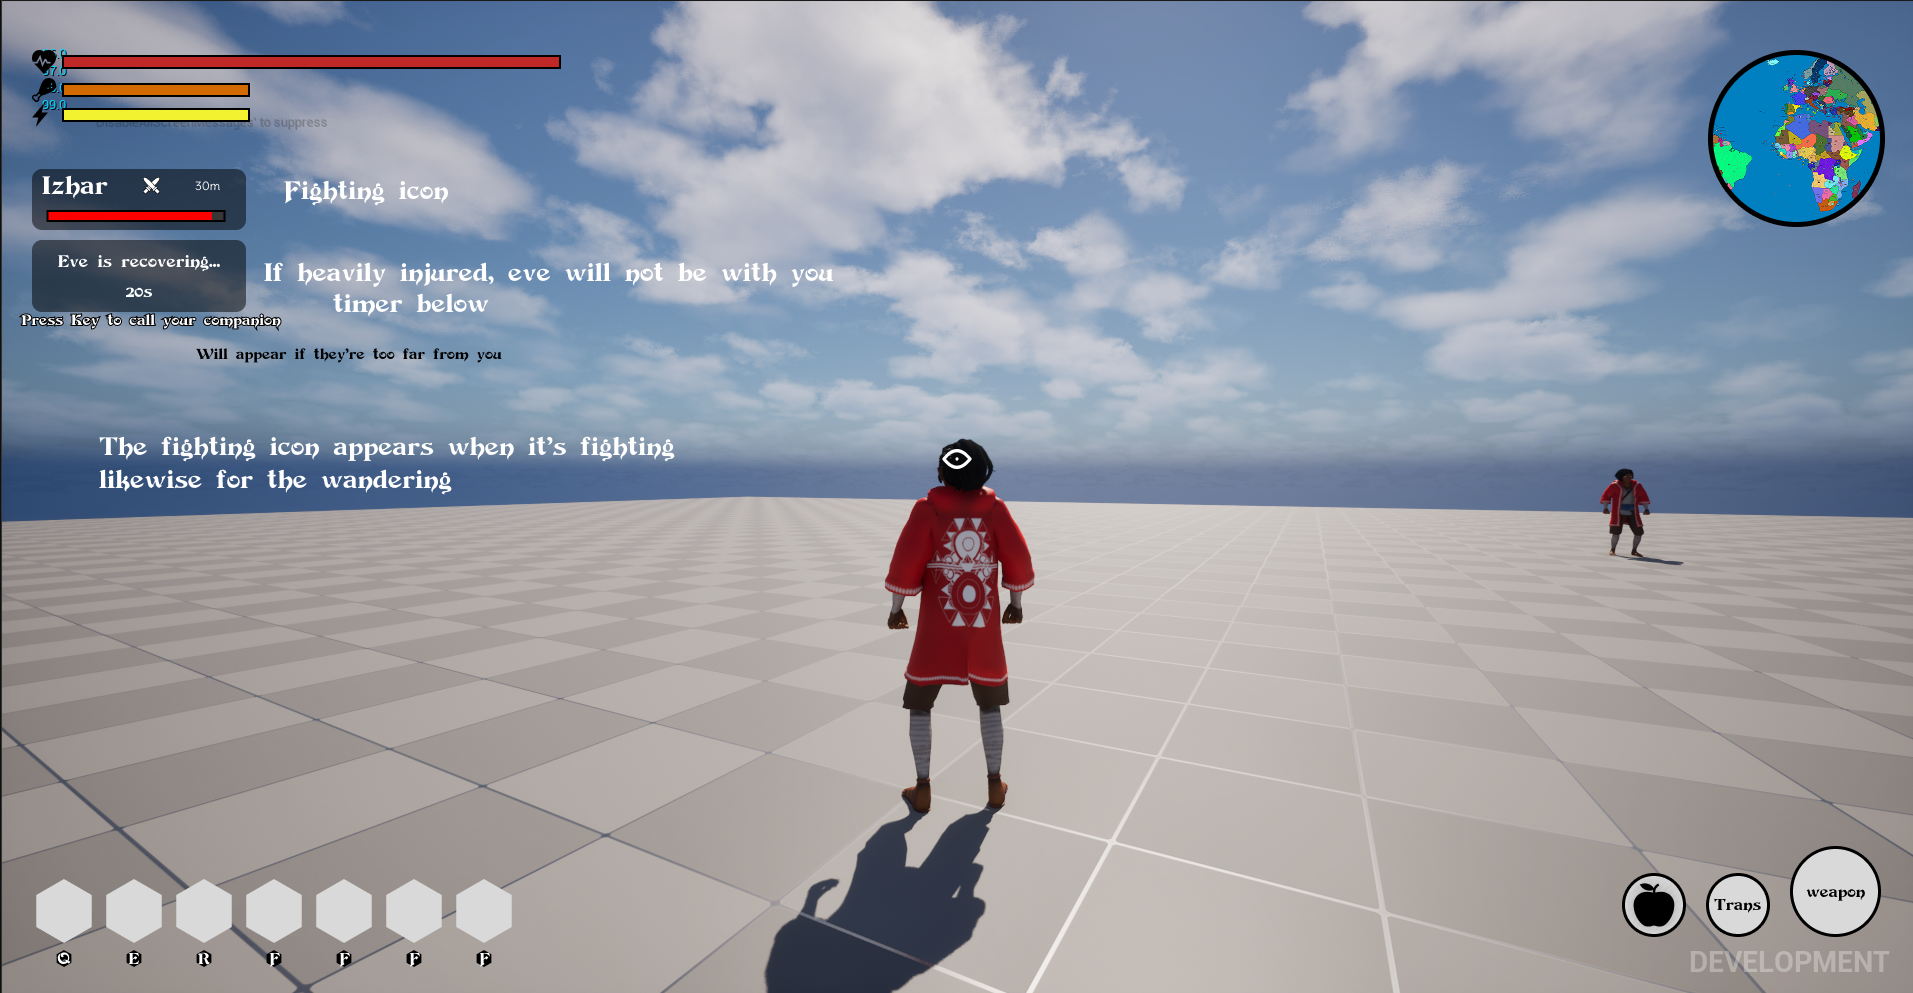 99.0
'DisableAllScreenMessages' to suppress
Izhar
30m
Fighting icon
Eve is recovering...
20s
If heavily injured, eve will not be with you
timer below
Press Key to call your companion
Will appear if they're too far from you
The fighting icon appears when it's fighting
likewise for the wandering
Q E R F F F F
Trans
weapon
DEVELOPMENT